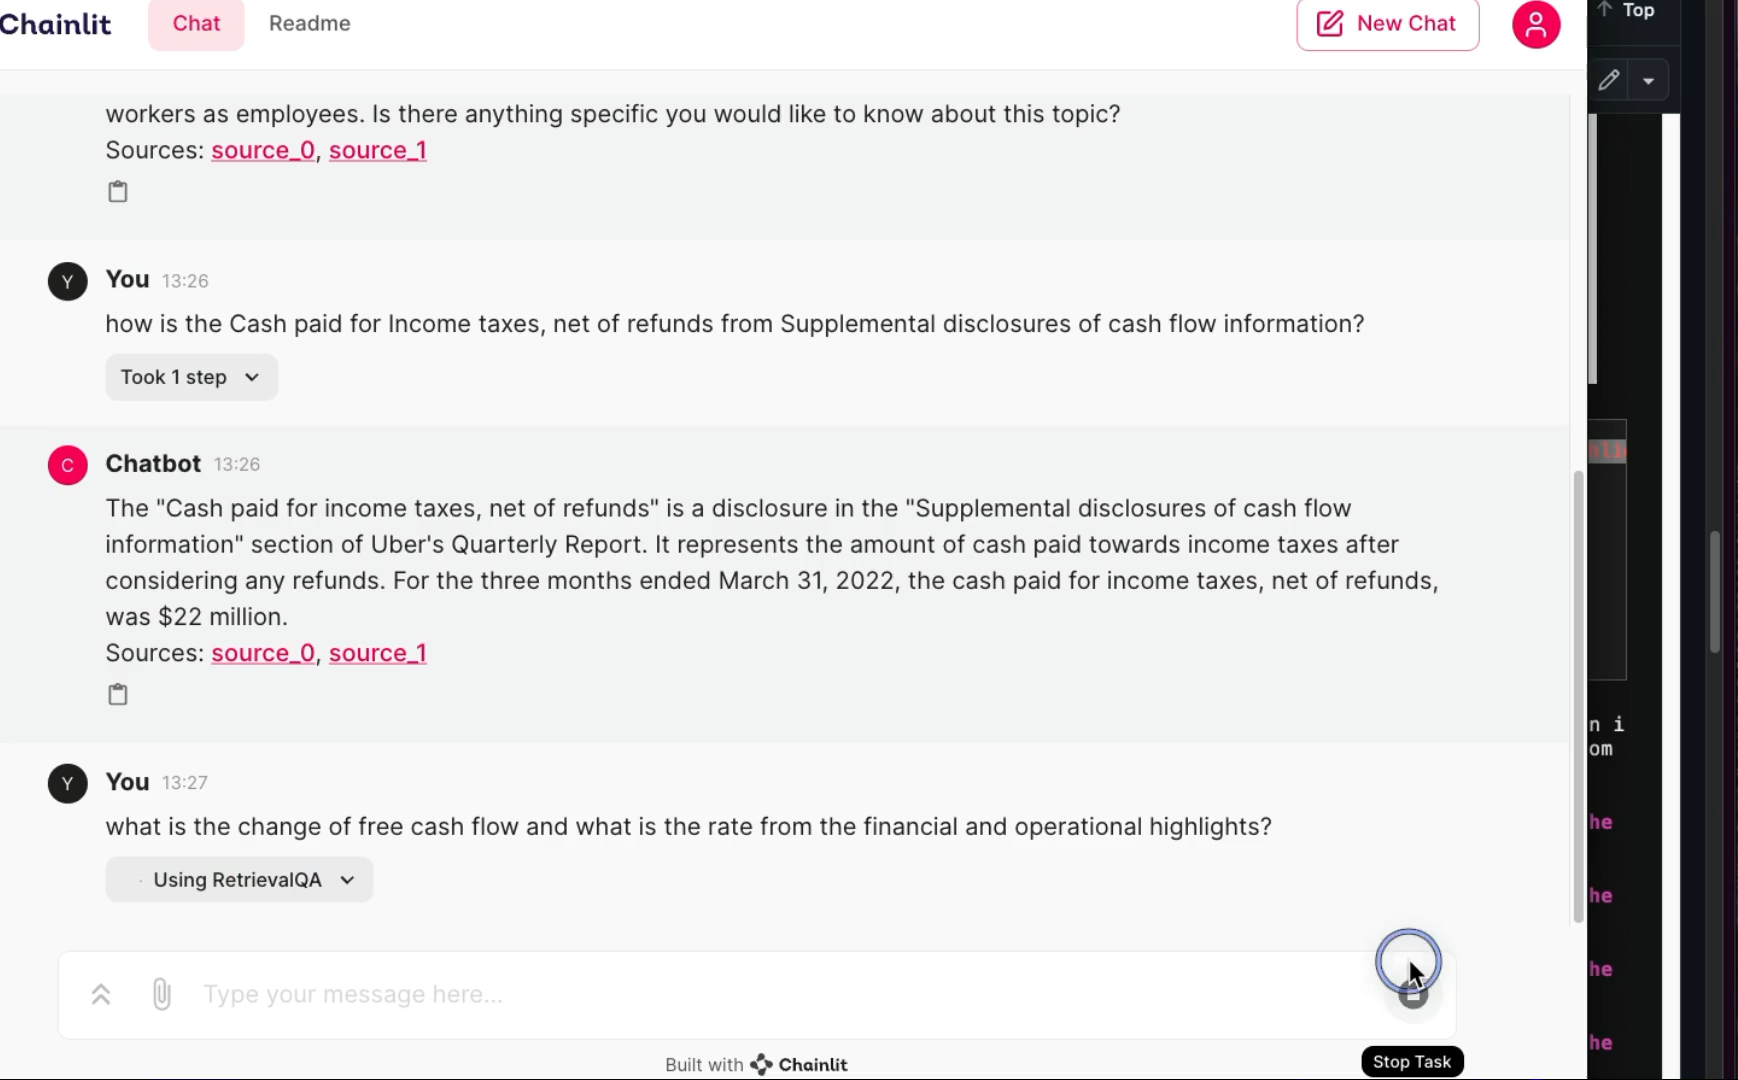 Chainlit Chat Readme New Chat
Top
workers as employees. Is there anything specific you would like to know about this topic?
Sources: source_0, source_1
Y You 13:26
how is the Cash paid for Income taxes, net of refunds from Supplemental disclosures of cash flow information?
Took 1 step
C Chatbot 13:26
The "Cash paid for income taxes, net of refunds" is a disclosure in the "Supplemental disclosures of cash flow
information" section of Uber's Quarterly Report. It represents the amount of cash paid towards income taxes after
considering any refunds. For the three months ended March 31, 2022, the cash paid for income taxes, net of refunds,
was $22 million.
Sources: source_0, source_1
n i
om
Y You 13:27
what is the change of free cash flow and what is the rate from the financial and operational highlights?
he
Using RetrievalQA
he
he
Type your message here...
he
Built with Chainlit
Stop Task